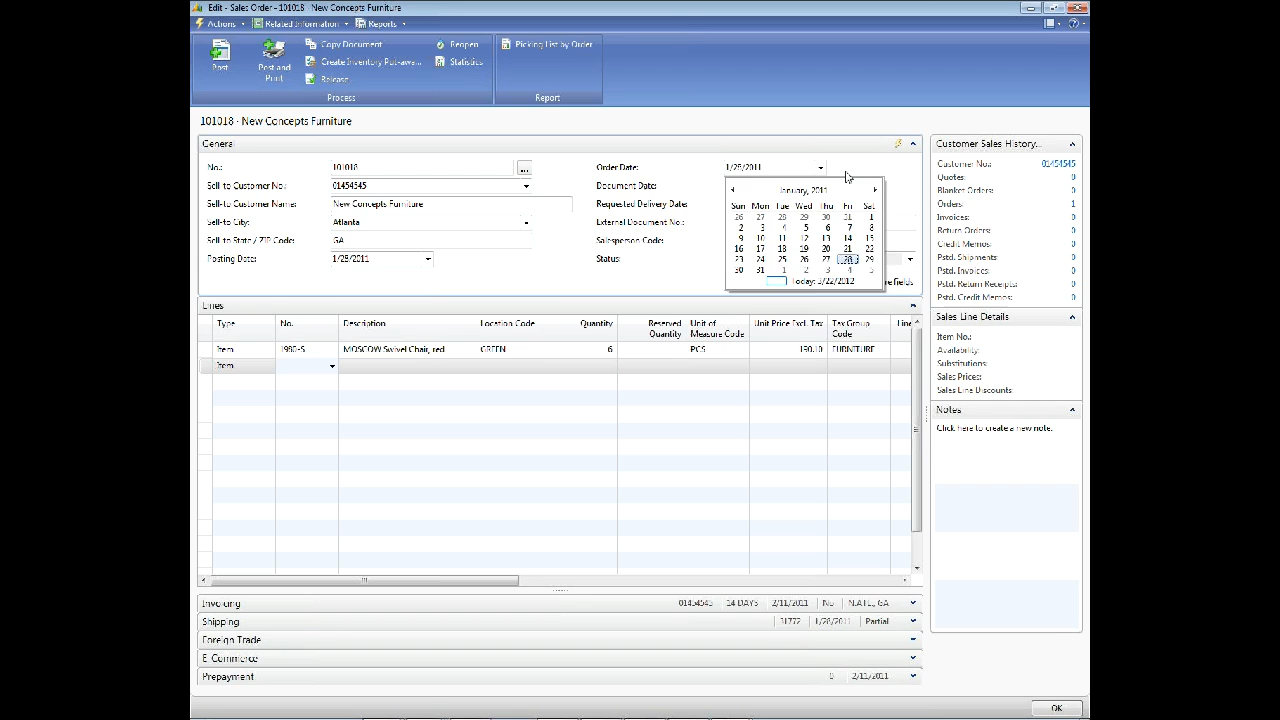 Edit - Sales Order - 101018 · New Concepts Furniture
Actions Related Information Reports
Post
Post and Print
Copy Document
Create Inventory Put-awa...
Release
Reopen
Statistics
Picking List by Order
Process Report
101018 · New Concepts Furniture
General
No.: 101018 ...
Sell-to Customer No.: 01454545
Sell-to Customer Name: New Concepts Furniture
Sell-to City: Atlanta
Sell-to State / ZIP Code: GA
Posting Date: 1/28/2011
Order Date: 1/28/2011
Document Date:
Requested Delivery Date:
External Document No.:
Salesperson Code:
Status:
January, 2011
Sun Mon Tue Wed Thu Fri Sat
26 27 28 29 30 31 1
2 3 4 5 6 7 8
9 10 11 12 13 14 15
16 17 18 19 20 21 22
23 24 25 26 27 28 29
30 31 1 2 3 4 5
Today: 3/22/2012
re fields
Lines
Type No. Description Location Code Quantity Reserved Quantity Unit of Measure Code Unit Price Excl. Tax Tax Group Code Line
Item 1980-S MOSCOW Swivel Chair, red GREEN 6 PCS 190.10 FURNITURE
Item
Invoicing 01454545 14 DAYS 2/11/2011 No N.ATL., GA
Shipping 31772 1/28/2011 Partial
Foreign Trade
E-Commerce
Prepayment 0 2/11/2011
Customer Sales History...
Customer No.: 01454545
Quotes: 0
Blanket Orders: 0
Orders: 1
Invoices: 0
Return Orders: 0
Credit Memos: 0
Pstd. Shipments: 0
Pstd. Invoices: 0
Pstd. Return Receipts: 0
Pstd. Credit Memos: 0
Sales Line Details
Item No.:
Availability:
Substitutions:
Sales Prices:
Sales Line Discounts:
Notes
Click here to create a new note.
OK